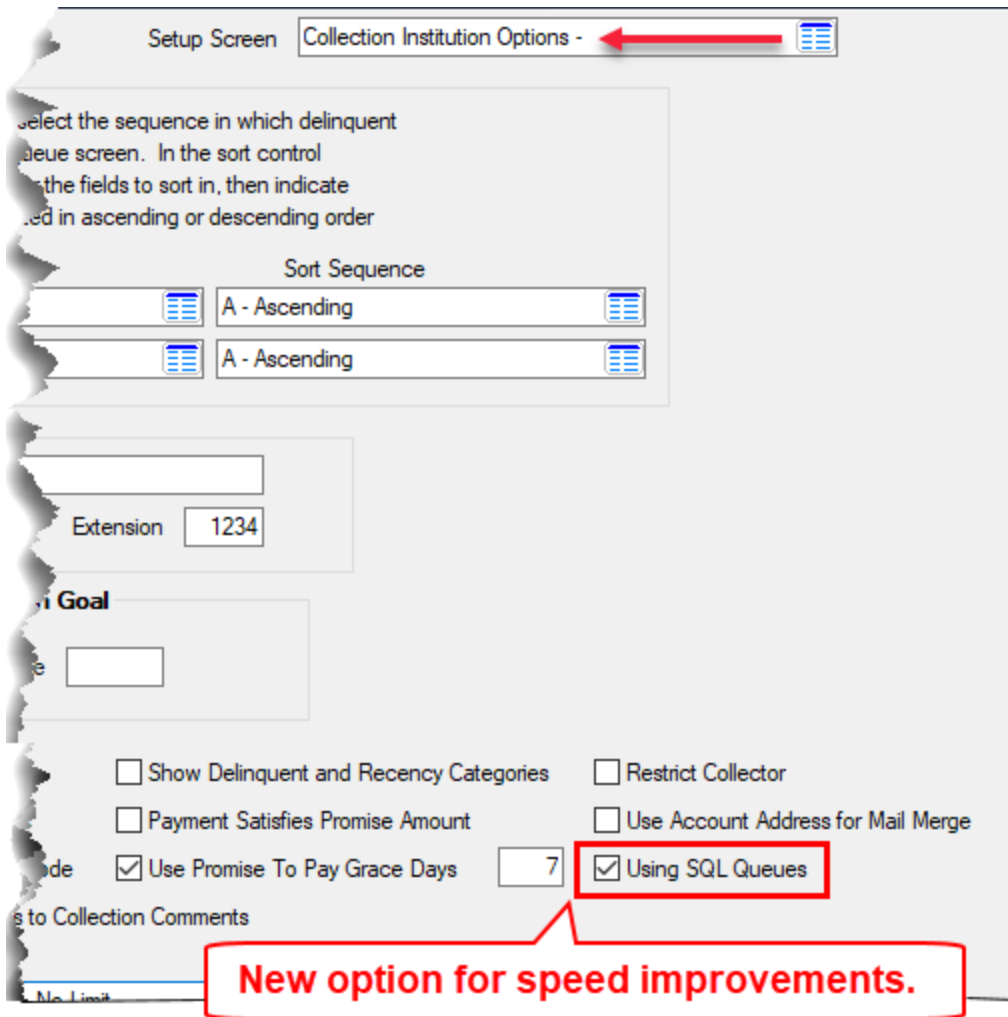 Setup Screen Collection Institution Options -
select the sequence in which delinquent
queue screen. In the sort control
the fields to sort in, then indicate
in ascending or descending order
Sort Sequence
A - Ascending
A - Ascending
Extension 1234
Goal
Show Delinquent and Recency Categories Restrict Collector
Payment Satisfies Promise Amount Use Account Address for Mail Merge
Use Promise To Pay Grace Days 7 Using SQL Queues
to Collection Comments
New option for speed improvements.
No Limit